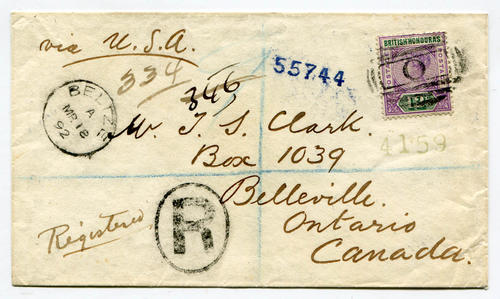 via U.S.A.
334
346
55744
BRITISH HONDURAS
BELIZE
A
MR 18
92
O
4159
Mr T. S. Clark.
Box 1039
Belleville.
Ontario
Canada.
Registered
R